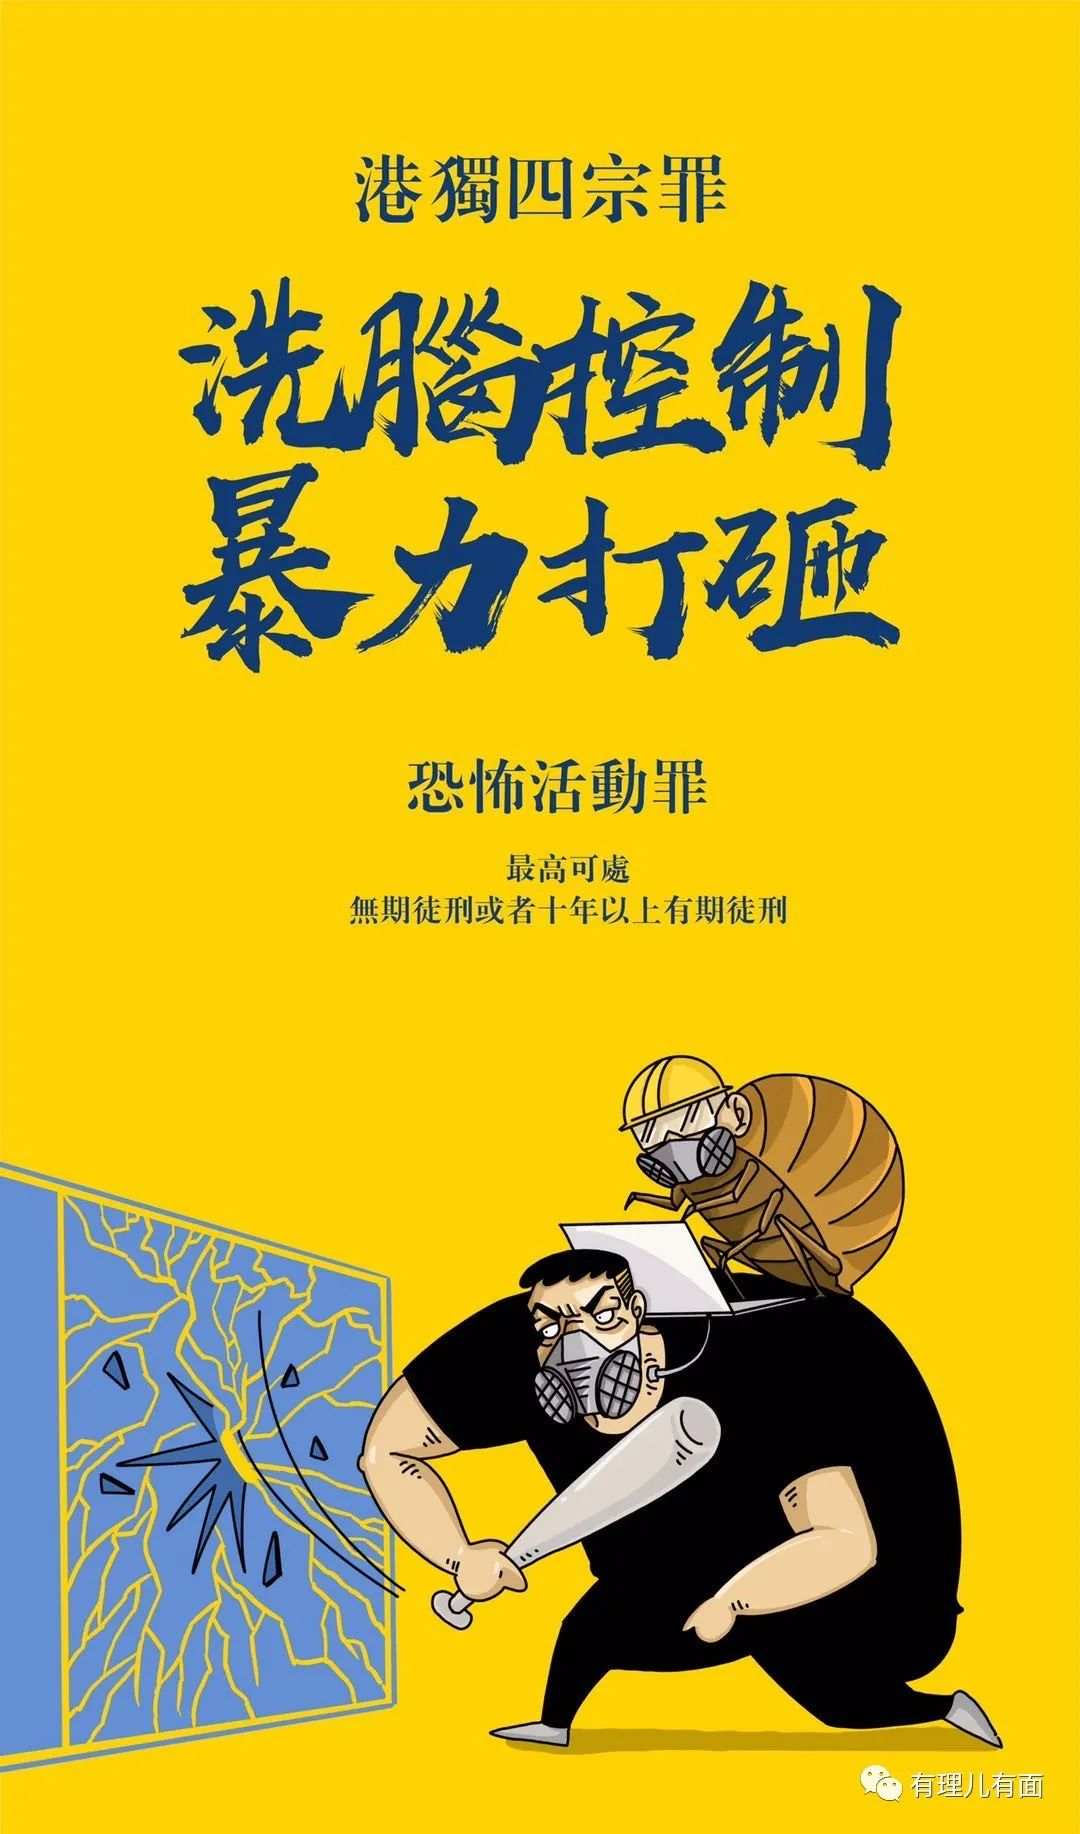 港獨四宗罪
洗腦控制
暴力打砸
恐怖活動罪
最高可處
無期徒刑或者十年以上有期徒刑
有理儿有面